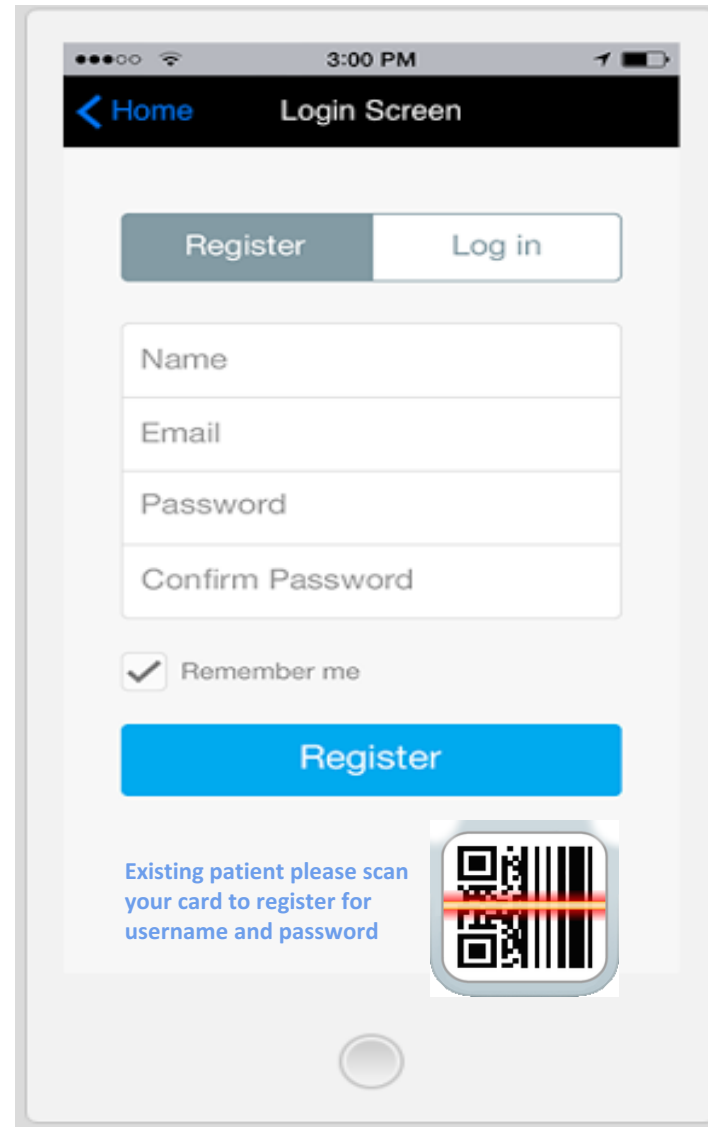 3:00 PM
Home Login Screen
Register Log in
Name
Email
Password
Confirm Password
Remember me
Register
Existing patient please scan
your card to register for
username and password